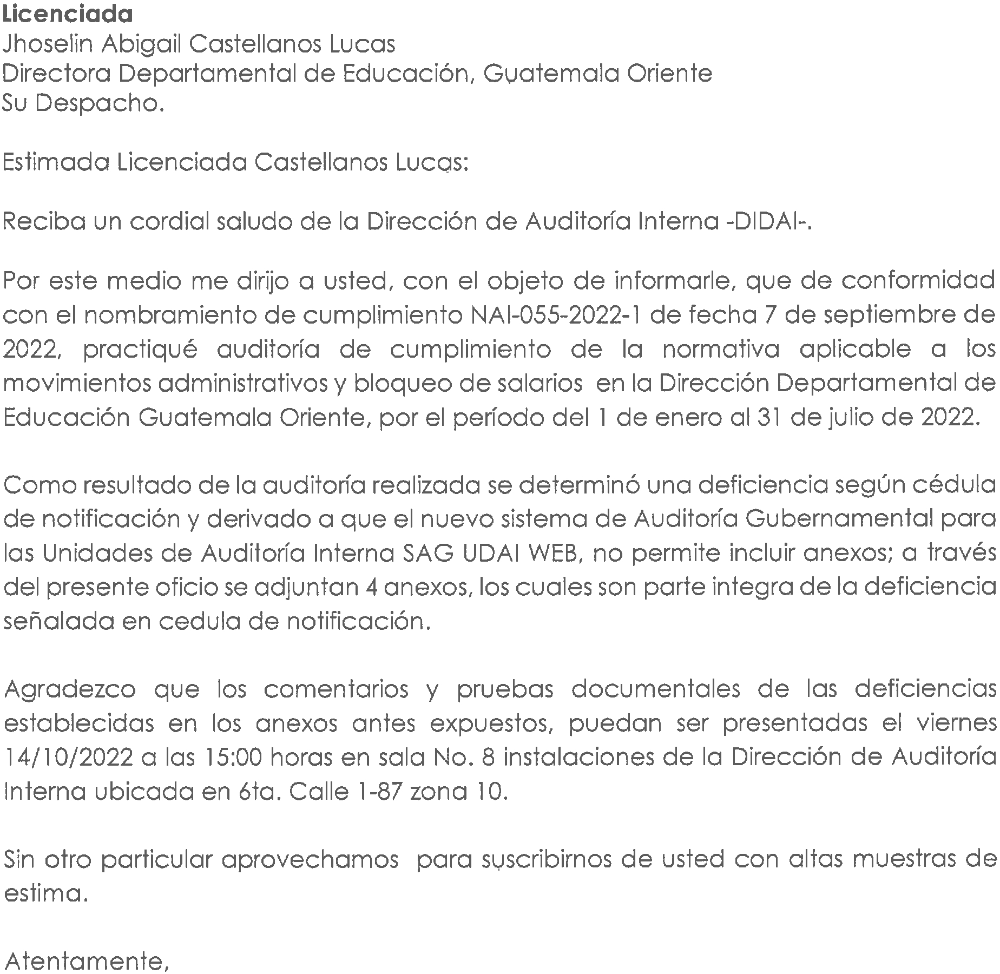 Licenciada
Jhoselin Abigail Castellanos Lucas
Directora Departamental de Educación, Guatemala Oriente
Su Despacho.
Estimada Licenciada Castellanos Lucas:
Reciba un cordial saludo de la Dirección de Auditoría Interna -DIDAI-.
Por este medio me dirijo a usted, con el objeto de informarle, que de conformidad
con el nombramiento de cumplimiento NAI-055-2022-1 de fecha 7 de septiembre de
2022, practiqué auditoría de cumplimiento de la normativa aplicable a los
movimientos administrativos y bloqueo de salarios en la Dirección Departamental de
Educación Guatemala Oriente, por el período del 1 de enero al 31 de julio de 2022.
Como resultado de la auditoría realizada se determinó una deficiencia según cédula
de notificación y derivado a que el nuevo sistema de Auditoría Gubernamental para
las Unidades de Auditoría Interna SAG UDAI WEB, no permite incluir anexos; a través
del presente oficio se adjuntan 4 anexos, los cuales son parte integra de la deficiencia
señalada en cedula de notificación.
Agradezco que los comentarios y pruebas documentales de las deficiencias
establecidas en los anexos antes expuestos, puedan ser presentadas el viernes
14/10/2022 a las 15:00 horas en sala No. 8 instalaciones de la Dirección de Auditoría
Interna ubicada en 6ta. Calle 1-87 zona 10.
Sin otro particular aprovechamos para suscribirnos de usted con altas muestras de
estima.
Atentamente,